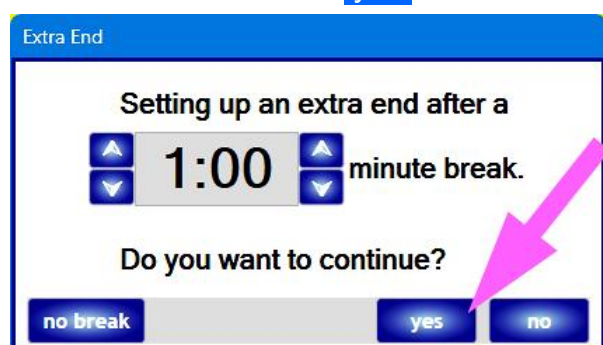 Extra End
Setting up an extra end after a
1:00 minute break.
Do you want to continue?
no break yes no